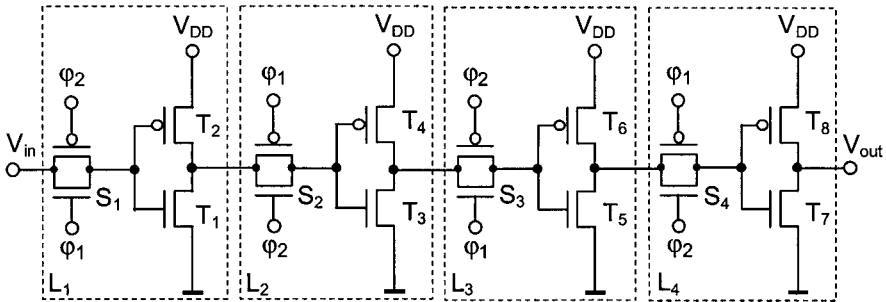 V_DD V_DD V_DD V_DD
φ₂ φ₁ φ₂ φ₁
T₂ T₄ T₆ T₈
V_in V_out
S₁ S₂ S₃ S₄
T₁ T₃ T₅ T₇
φ₁ φ₂ φ₁ φ₂
L₁ L₂ L₃ L₄